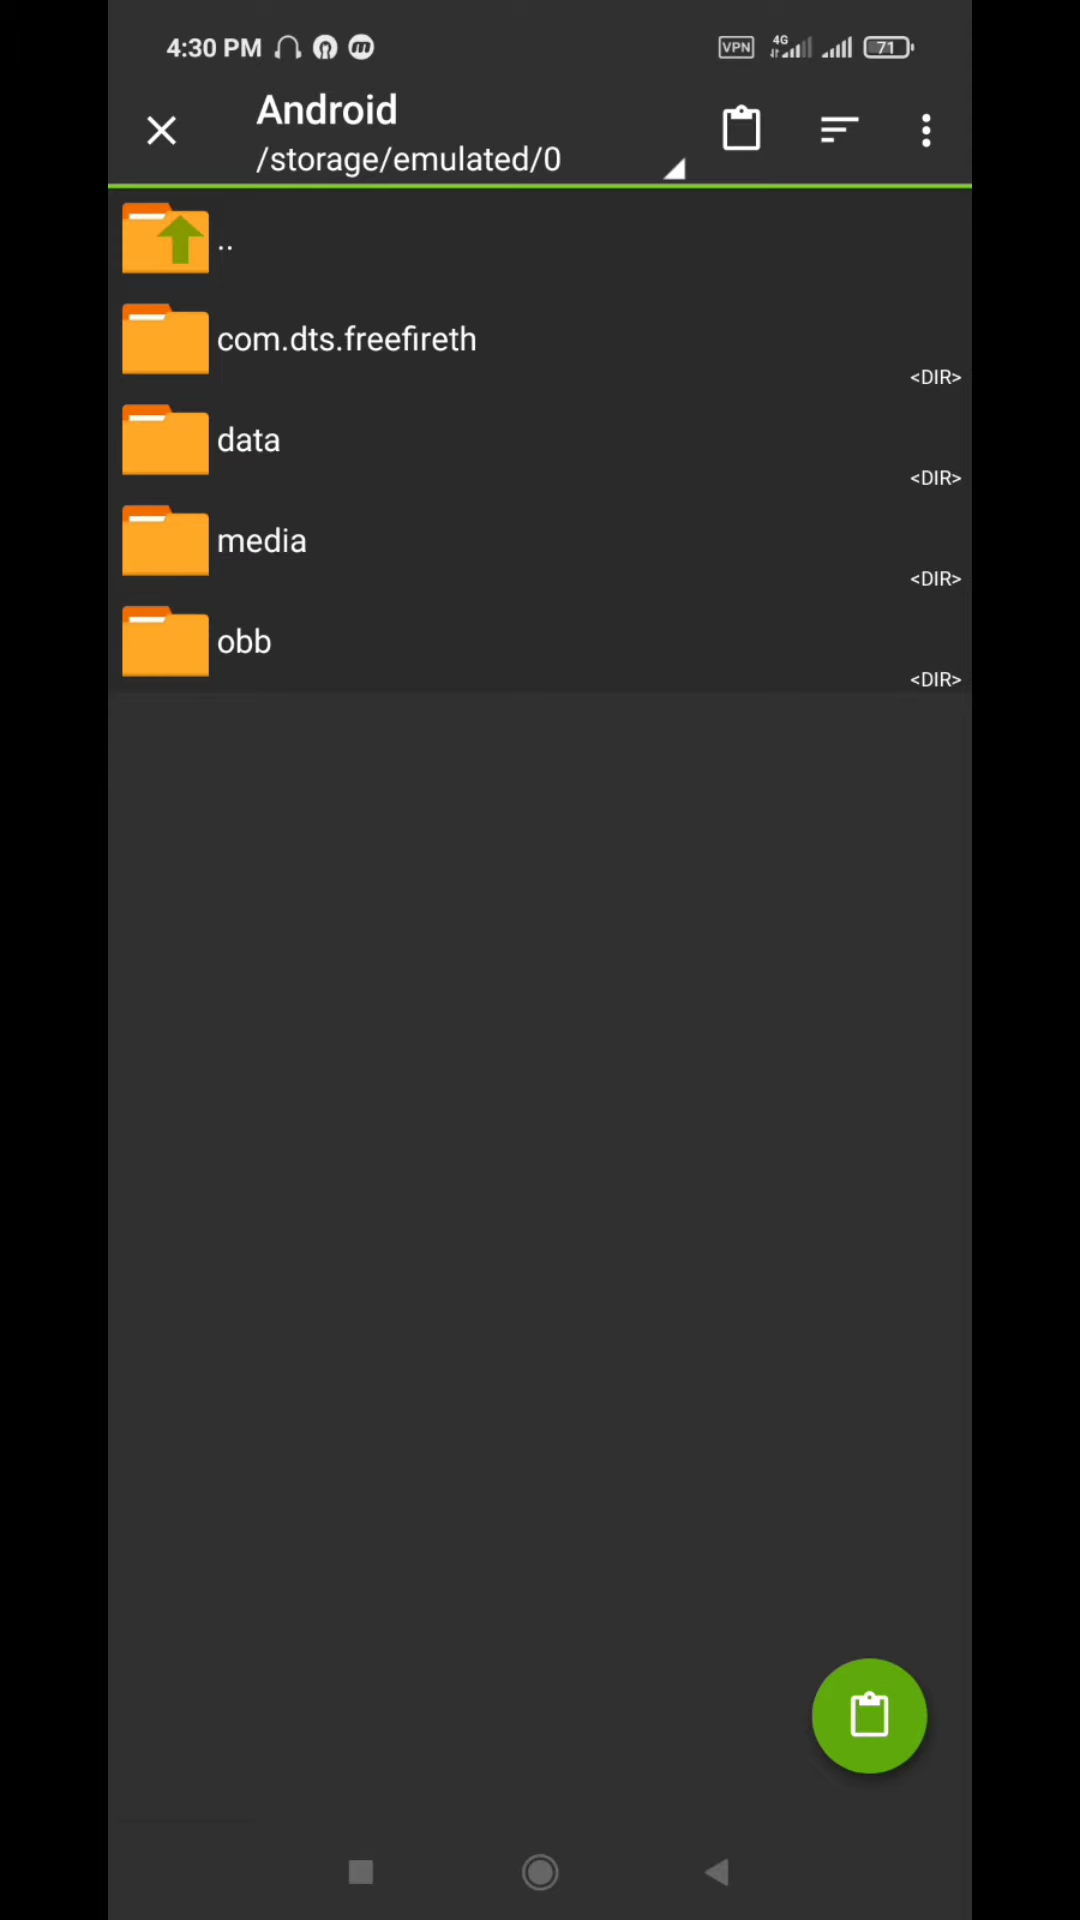 4:30 PM
VPN 4G 71
Android
/storage/emulated/0
..
com.dts.freefireth
<DIR>
data
<DIR>
media
<DIR>
obb
<DIR>